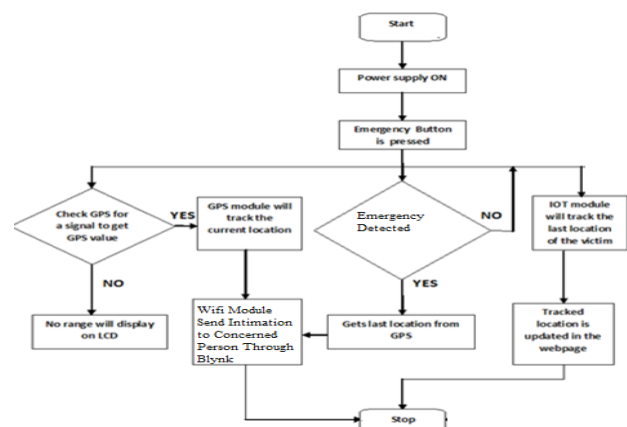 Start
Power supply ON
Emergency Button
is pressed
Check GPS for
a signal to get
GPS value
YES
GPS module will
track the
current location
Emergency
Detected
NO
IOT module will
track the last
location
of the victim
NO
YES
No range will display
on LCD
Wifi Module
Send Intimation
to Concerned
Person Through
Blynk
Gets last location from
GPS
Tracked
location is
updated in the
webpage
Stop